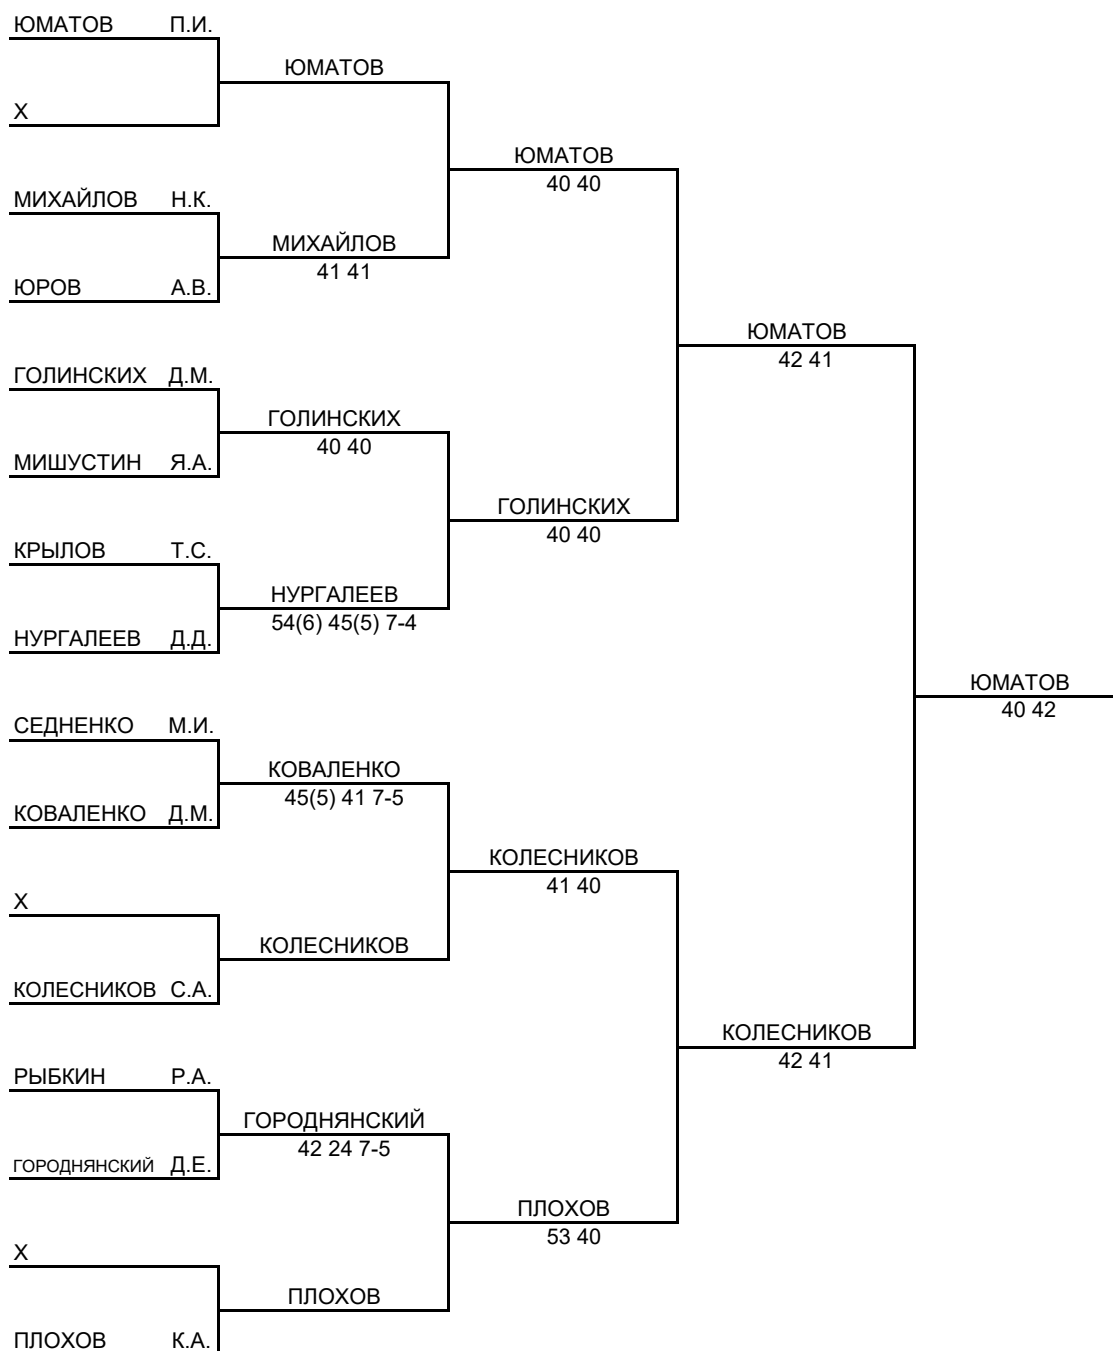 ЮМАТОВ П.И.
ЮМАТОВ
X
ЮМАТОВ
40 40
МИХАЙЛОВ Н.К.
МИХАЙЛОВ
41 41
ЮРОВ А.В.
ЮМАТОВ
42 41
ГОЛИНСКИХ Д.М.
ГОЛИНСКИХ
40 40
МИШУСТИН Я.А.
ГОЛИНСКИХ
40 40
КРЫЛОВ Т.С.
НУРГАЛЕЕВ
54(6) 45(5) 7-4
НУРГАЛЕЕВ Д.Д.
ЮМАТОВ
40 42
СЕДНЕНКО М.И.
КОВАЛЕНКО
45(5) 41 7-5
КОВАЛЕНКО Д.М.
КОЛЕСНИКОВ
41 40
X
КОЛЕСНИКОВ
КОЛЕСНИКОВ С.А.
КОЛЕСНИКОВ
42 41
РЫБКИН Р.А.
ГОРОДНЯНСКИЙ
42 24 7-5
ГОРОДНЯНСКИЙ Д.Е.
ПЛОХОВ
53 40
X
ПЛОХОВ
ПЛОХОВ К.А.